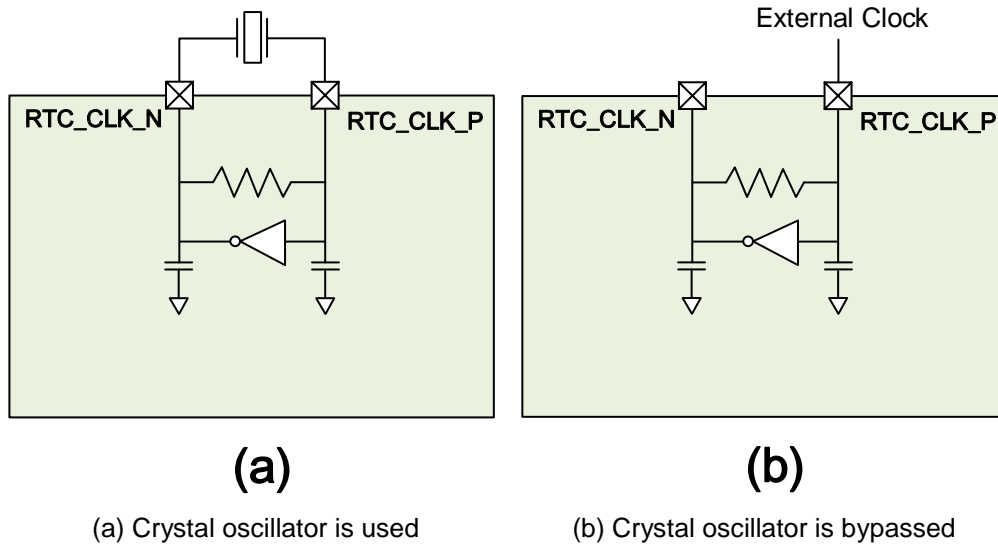 External Clock
RTC_CLK_N
RTC_CLK_P
RTC_CLK_N
RTC_CLK_P
(a)
(b)
(a) Crystal oscillator is used
(b) Crystal oscillator is bypassed